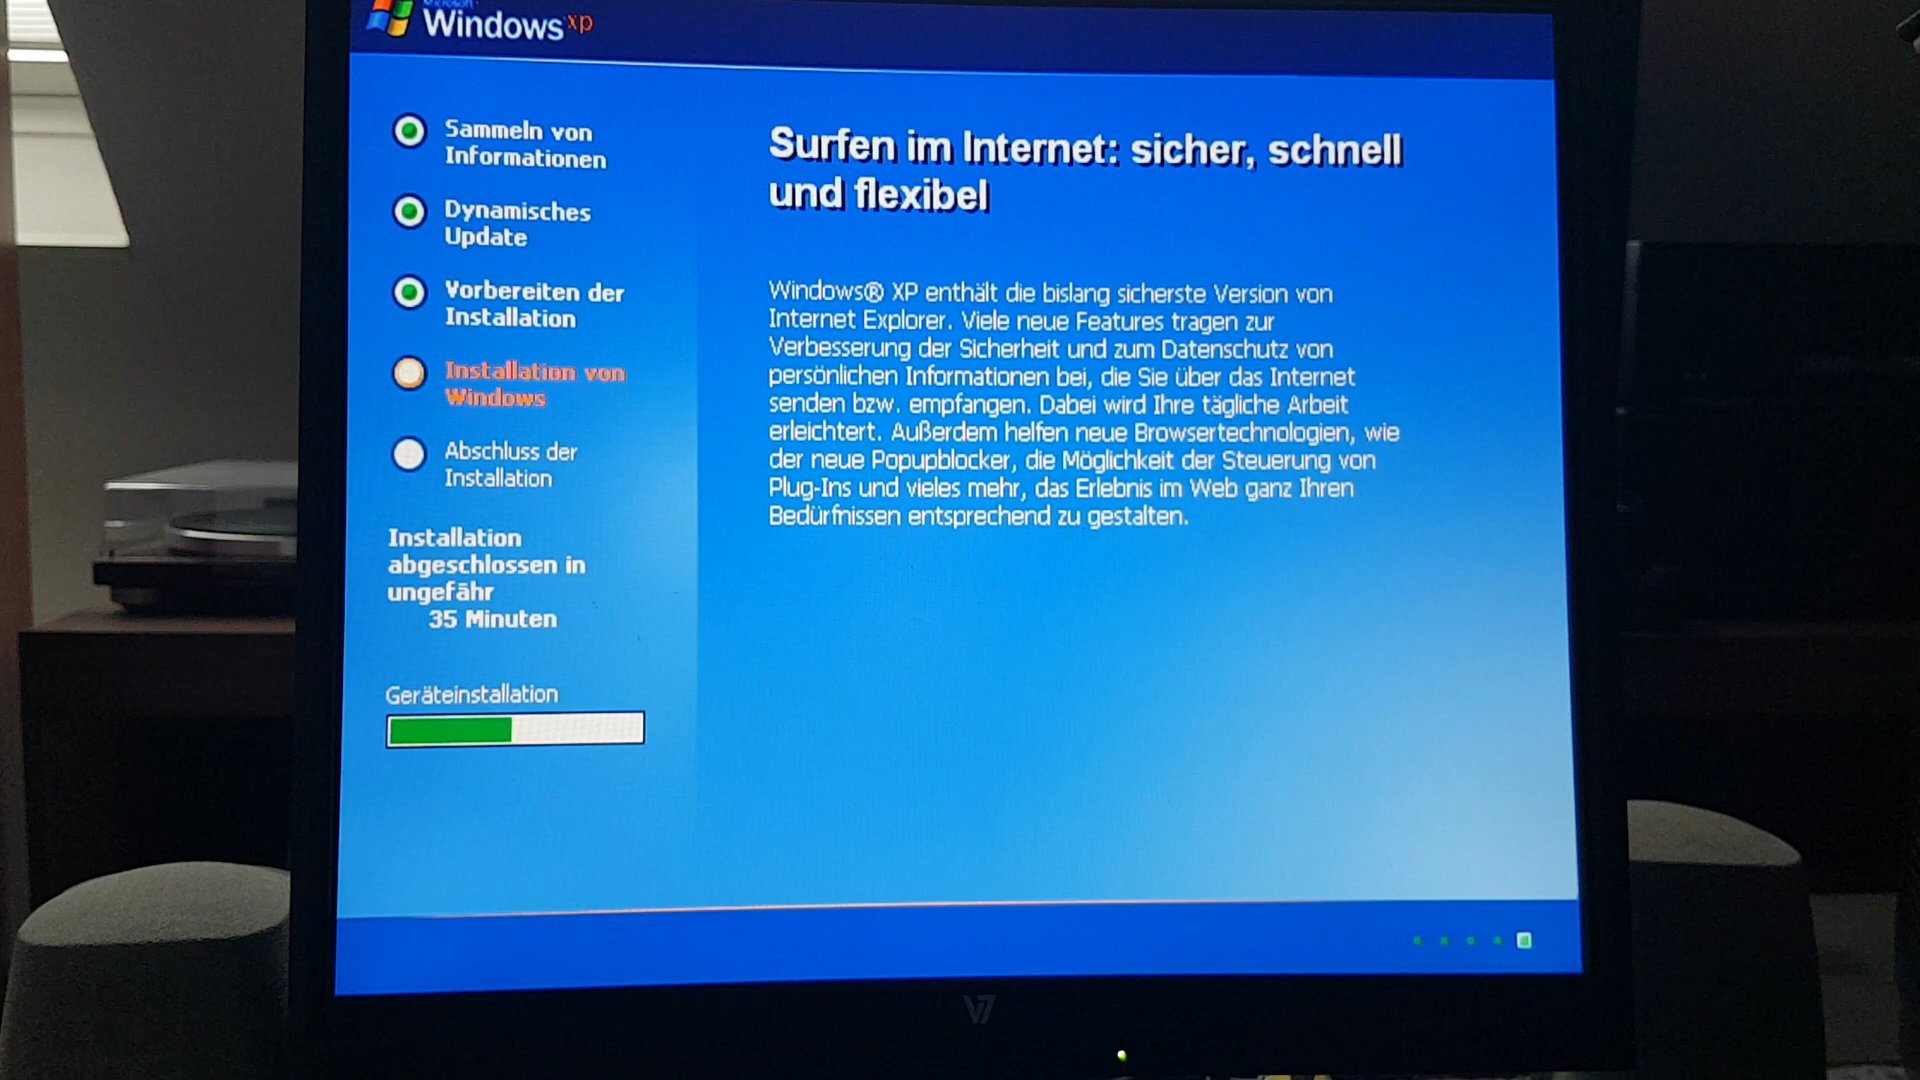 Microsoft
Windows xp
Sammeln von
Informationen
Dynamisches
Update
Vorbereiten der
Installation
Installation von
Windows
Abschluss der
Installation
Installation
abgeschlossen in
ungefähr
35 Minuten
Geräteinstallation
Surfen im Internet: sicher, schnell
und flexibel
Windows® XP enthält die bislang sicherste Version von
Internet Explorer. Viele neue Features tragen zur
Verbesserung der Sicherheit und zum Datenschutz von
persönlichen Informationen bei, die Sie über das Internet
senden bzw. empfangen. Dabei wird Ihre tägliche Arbeit
erleichtert. Außerdem helfen neue Browsertechnologien, wie
der neue Popupblocker, die Möglichkeit der Steuerung von
Plug-Ins und vieles mehr, das Erlebnis im Web ganz Ihren
Bedürfnissen entsprechend zu gestalten.
V7